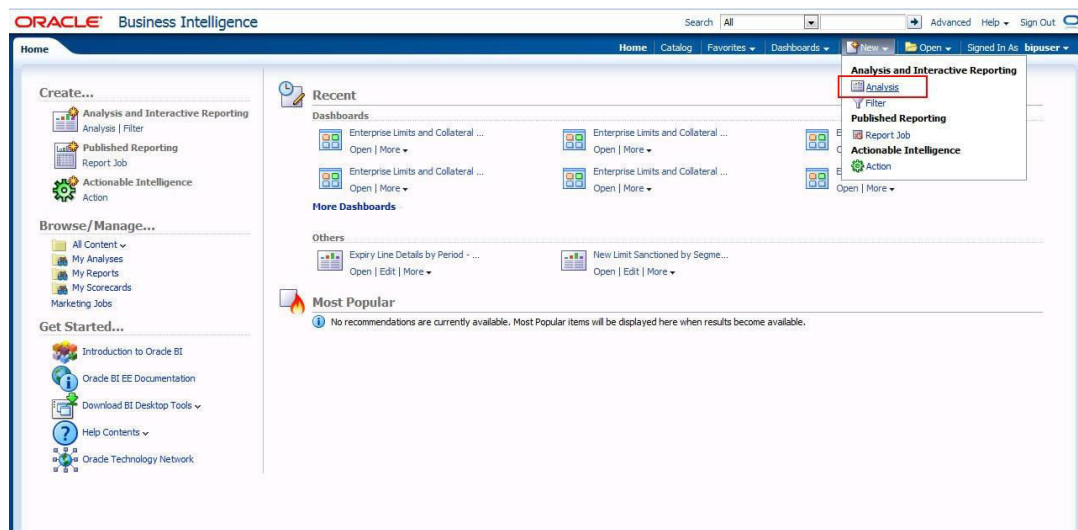 ORACLE Business Intelligence
Search All Advanced Help Sign Out
Home
Home Catalog Favorites Dashboards New Open Signed In As bipuser
Analysis and Interactive Reporting
Analysis
Filter
Published Reporting
Report Job
Actionable Intelligence
Action
Create...
Analysis and Interactive Reporting
Analysis | Filter
Published Reporting
Report Job
Actionable Intelligence
Action
Browse/Manage...
All Content
My Analyses
My Reports
My Scorecards
Marketing Jobs
Get Started...
Introduction to Oracle BI
Oracle BI EE Documentation
Download BI Desktop Tools
Help Contents
Oracle Technology Network
Recent
Dashboards
Enterprise Limits and Collateral ...
Open | More
Enterprise Limits and Collateral ...
Open | More
Enterprise Limits and Collateral ...
Open | More
Enterprise Limits and Collateral ...
Open | More
Open | More
More Dashboards
Others
Expiry Line Details by Period - ...
Open | Edit | More
New Limit Sanctioned by Segme...
Open | Edit | More
Most Popular
No recommendations are currently available. Most Popular items will be displayed here when results become available.